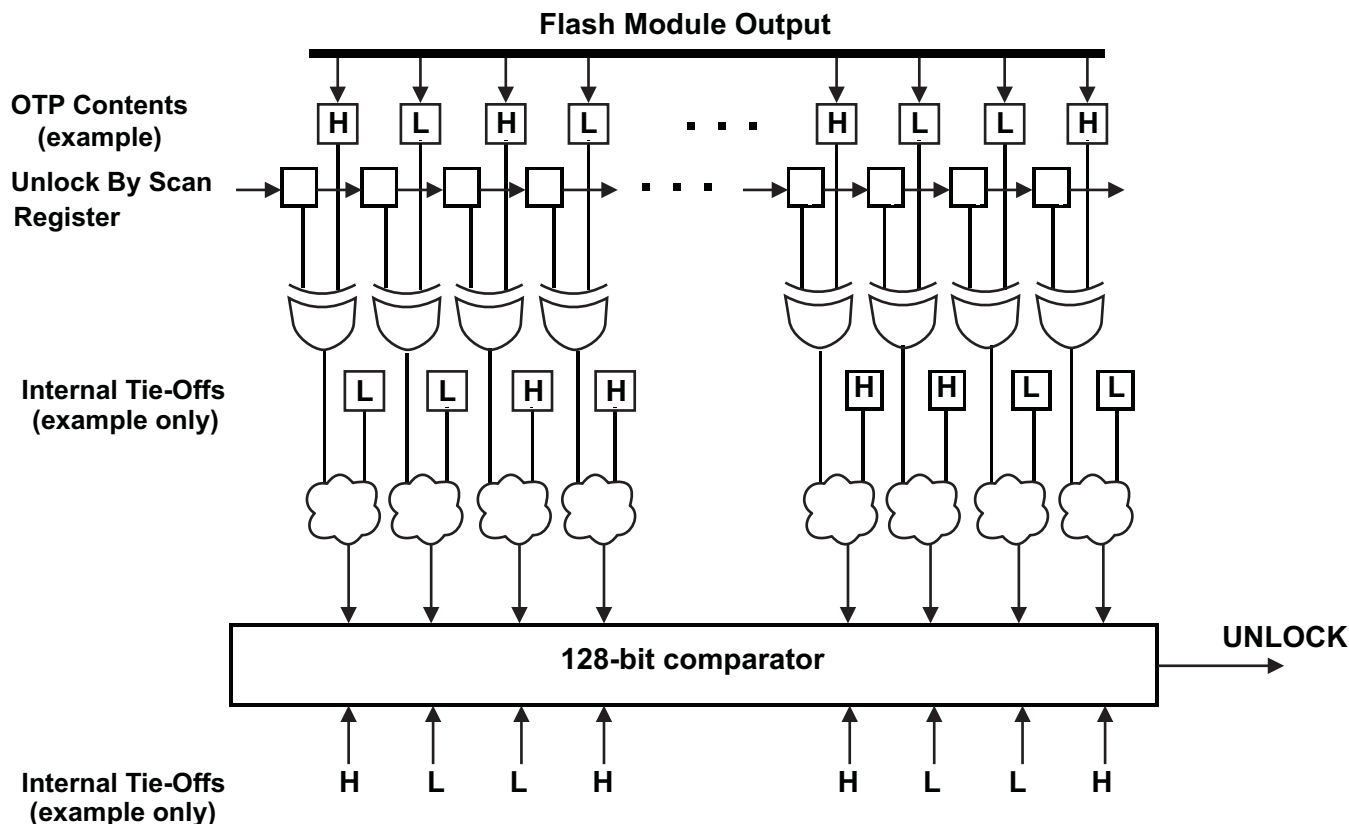 Flash Module Output
OTP Contents
(example)
H L H L . . . H L L H
Unlock By Scan
Register
. . .
Internal Tie-Offs
(example only)
L L H H H H L L
128-bit comparator
UNLOCK
Internal Tie-Offs
(example only)
H L L H H L L H